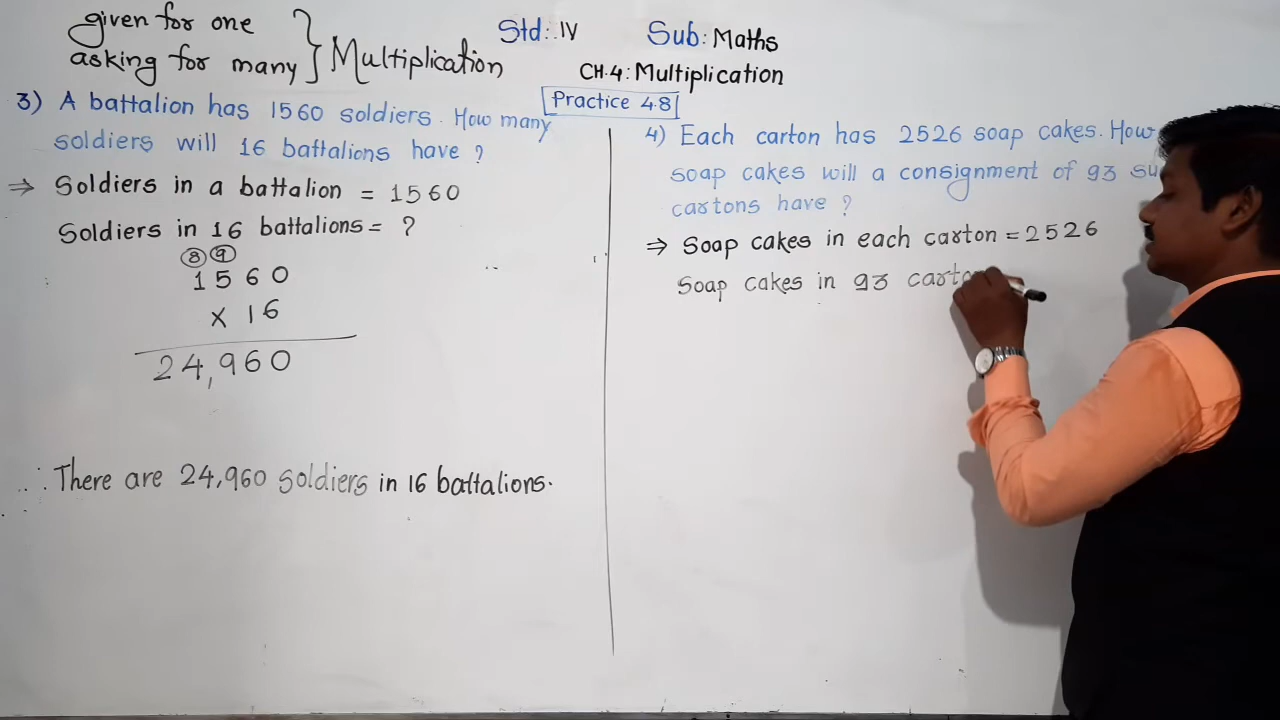 given for one
asking for many } Multiplication
Std: IV Sub: Maths
CH.4: Multiplication
Practice 4.8
3) A battalion has 1560 soldiers. How many
soldiers will 16 battalions have ?
⇒ Soldiers in a battalion = 1560
Soldiers in 16 battalions = ?
8 9
1560
× 16
24,960
∴ There are 24,960 soldiers in 16 battalions.
4) Each carton has 2526 soap cakes. How
soap cakes will a consignment of 93
cartons have ?
⇒ Soap cakes in each carton = 2526
Soap cakes in 93